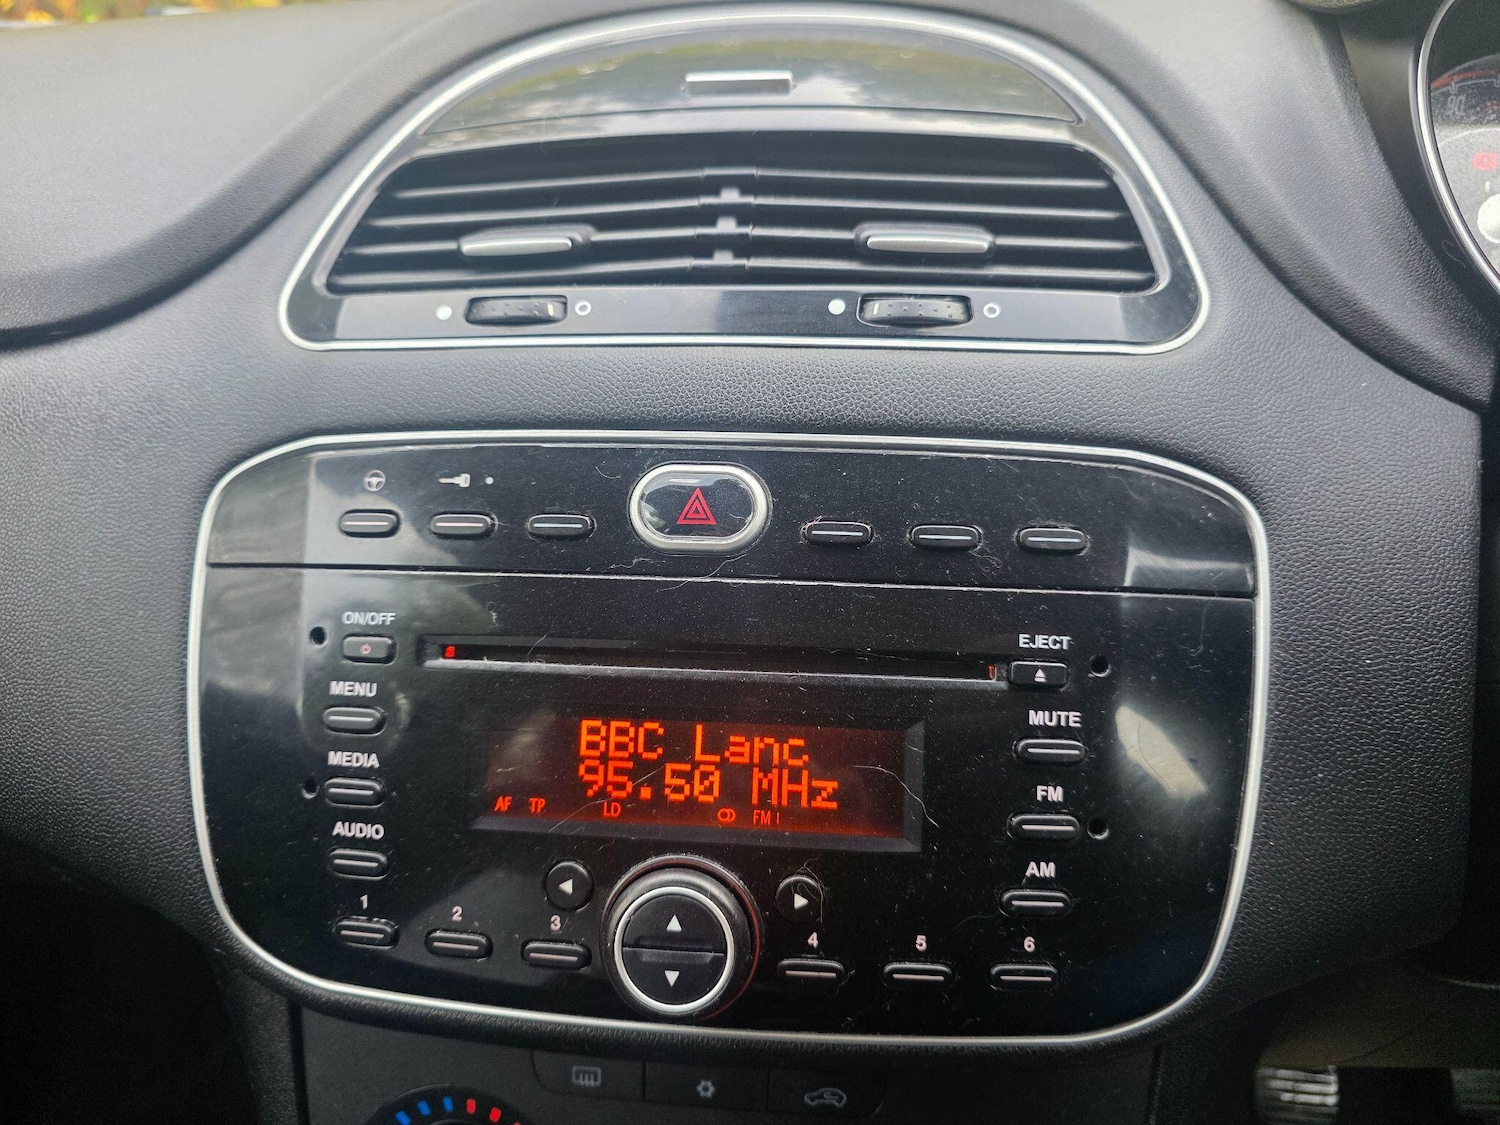 80
ON/OFF
EJECT
MENU
MUTE
BBC Lanc
95.50 MHz
AF TP LD FM I
MEDIA
FM
AUDIO
AM
1 2 3 4 5 6